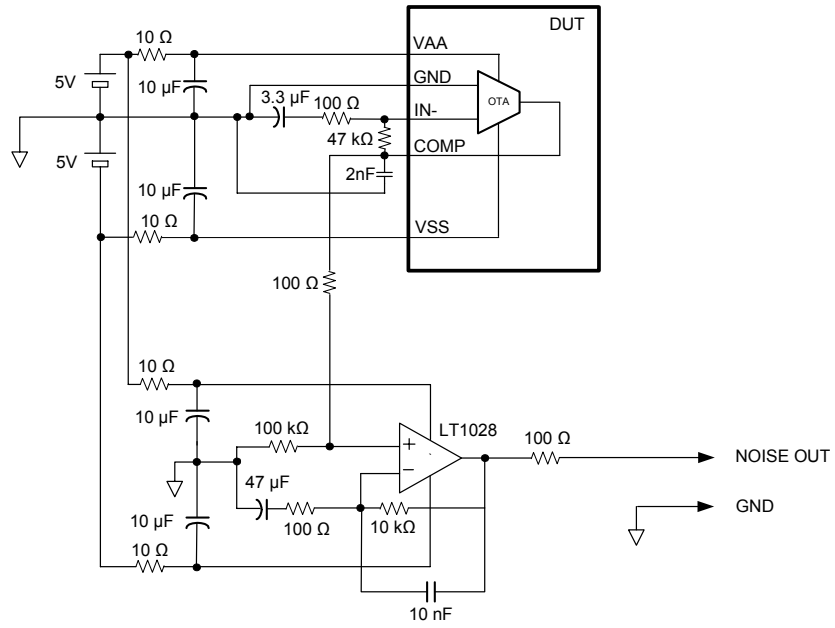 DUT
10 Ω
VAA
5V
10 µF
GND
3.3 µF
100 Ω
IN-
OTA
47 kΩ
COMP
5V
10 µF
2nF
10 Ω
VSS
100 Ω
10 Ω
10 µF
100 kΩ
LT1028
+
−
100 Ω
NOISE OUT
47 µF
100 Ω
10 kΩ
GND
10 µF
10 Ω
10 nF